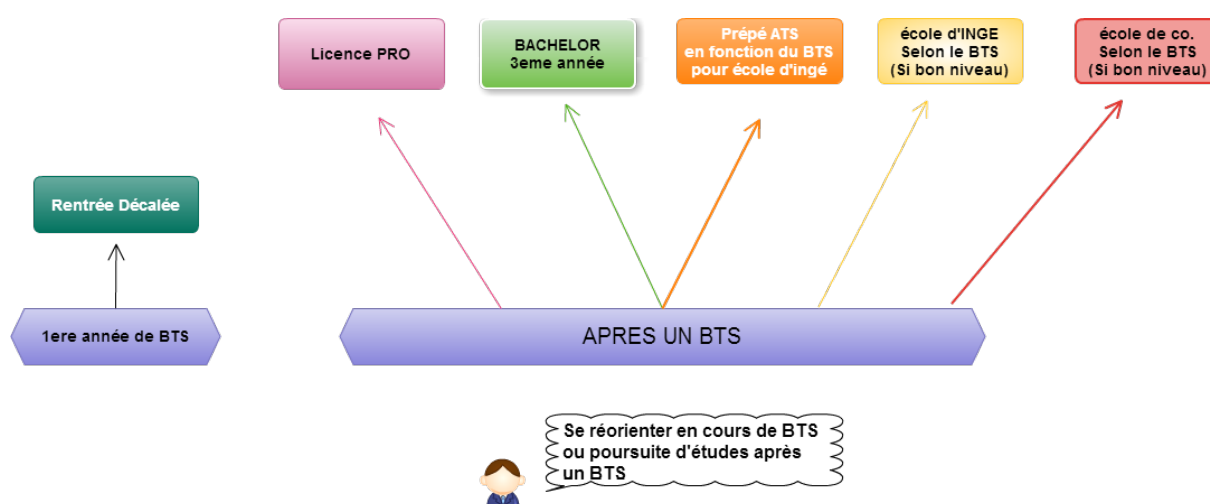 Licence PRO
BACHELOR
3eme année
Prépé ATS
en fonction du BTS
pour école d'ingé
école d'INGE
Selon le BTS
(Si bon niveau)
école de co.
Selon le BTS
(Si bon niveau)
Rentrée Décalée
1ere année de BTS
APRES UN BTS
Se réorienter en cours de BTS
ou poursuite d'études après
un BTS